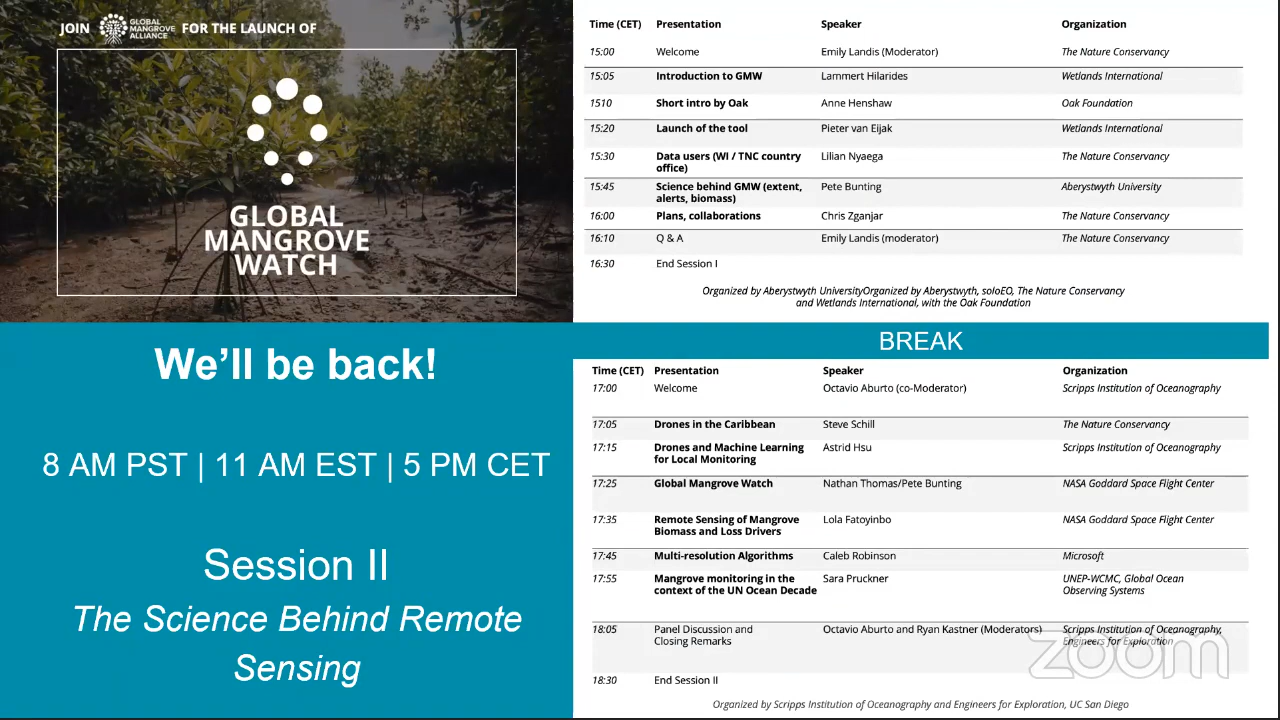 JOIN GLOBAL MANGROVE ALLIANCE FOR THE LAUNCH OF
GLOBAL
MANGROVE
WATCH
Time (CET) Presentation Speaker Organization
15:00 Welcome Emily Landis (Moderator) The Nature Conservancy
15:05 Introduction to GMW Lammert Hilarides Wetlands International
1510 Short intro by Oak Anne Henshaw Oak Foundation
15:20 Launch of the tool Pieter van Eijak Wetlands International
15:30 Data users (WI / TNC country Lilian Nyaega The Nature Conservancy
office)
15:45 Science behind GMW (extent, Pete Bunting Aberystwyth University
alerts, biomass)
16:00 Plans, collaborations Chris Zganjar The Nature Conservancy
16:10 Q & A Emily Landis (moderator) The Nature Conservancy
16:30 End Session I
Organized by Aberystwyth UniversityOrganized by Aberystwyth, soloEO, The Nature Conservancy
and Wetlands International, with the Oak Foundation
We'll be back!
8 AM PST | 11 AM EST | 5 PM CET
Session II
The Science Behind Remote
Sensing
BREAK
Time (CET) Presentation Speaker Organization
17:00 Welcome Octavio Aburto (co-Moderator) Scripps Institution of Oceanography
17:05 Drones in the Caribbean Steve Schill The Nature Conservancy
17:15 Drones and Machine Learning Astrid Hsu Scripps Institution of Oceanography
for Local Monitoring
17:25 Global Mangrove Watch Nathan Thomas/Pete Bunting NASA Goddard Space Flight Center
17:35 Remote Sensing of Mangrove Lola Fatoyinbo NASA Goddard Space Flight Center
Biomass and Loss Drivers
17:45 Multi-resolution Algorithms Caleb Robinson Microsoft
17:55 Mangrove monitoring in the Sara Pruckner UNEP-WCMC, Global Ocean
context of the UN Ocean Decade Observing Systems
18:05 Panel Discussion and Octavio Aburto and Ryan Kastner (Moderators) Scripps Institution of Oceanography,
Closing Remarks Engineers for Exploration
zoom
18:30 End Session II
Organized by Scripps Institution of Oceanography and Engineers for Exploration, UC San Diego